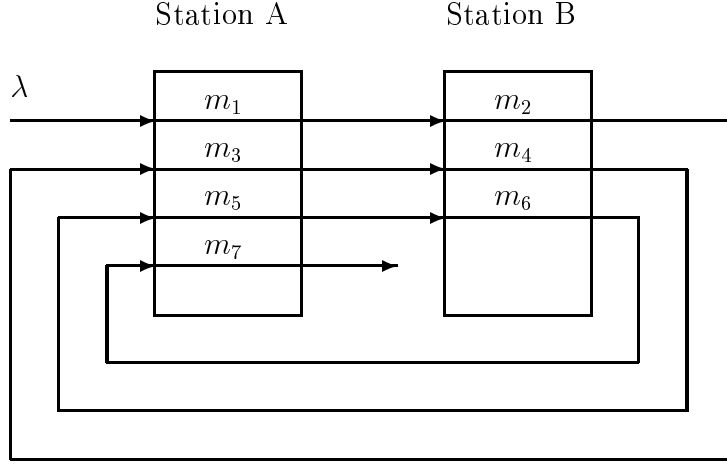 Station A Station B
λ
m₁ m₂
m₃ m₄
m₅ m₆
m₇